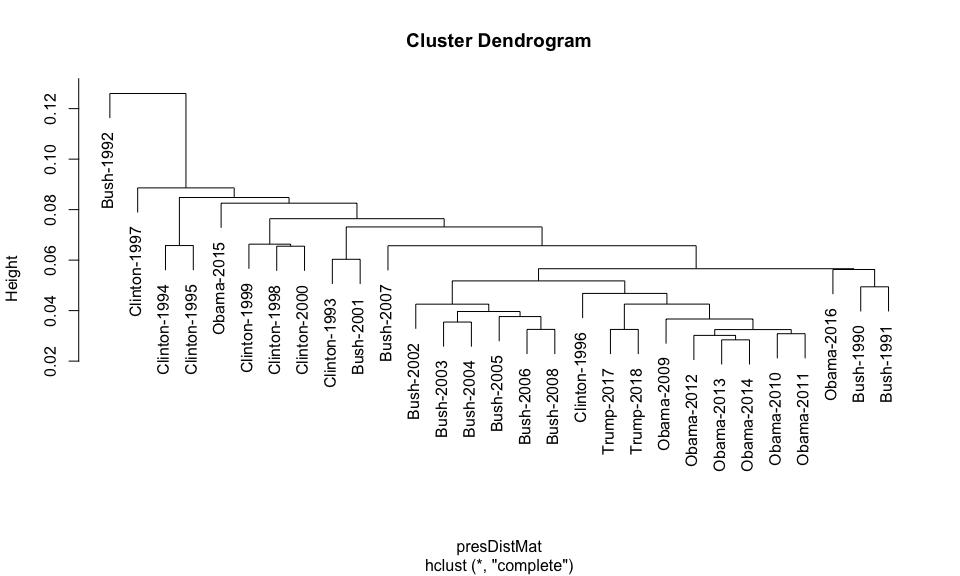 Cluster Dendrogram
Height
0.02
0.04
0.06
0.08
0.10
0.12
Bush-1992
Clinton-1997
Clinton-1994
Clinton-1995
Obama-2015
Clinton-1999
Clinton-1998
Clinton-2000
Clinton-1993
Bush-2001
Bush-2007
Bush-2002
Bush-2003
Bush-2004
Bush-2005
Bush-2006
Bush-2008
Clinton-1996
Trump-2017
Trump-2018
Obama-2009
Obama-2012
Obama-2013
Obama-2014
Obama-2010
Obama-2011
Obama-2016
Bush-1990
Bush-1991
presDistMat
hclust (*, "complete")